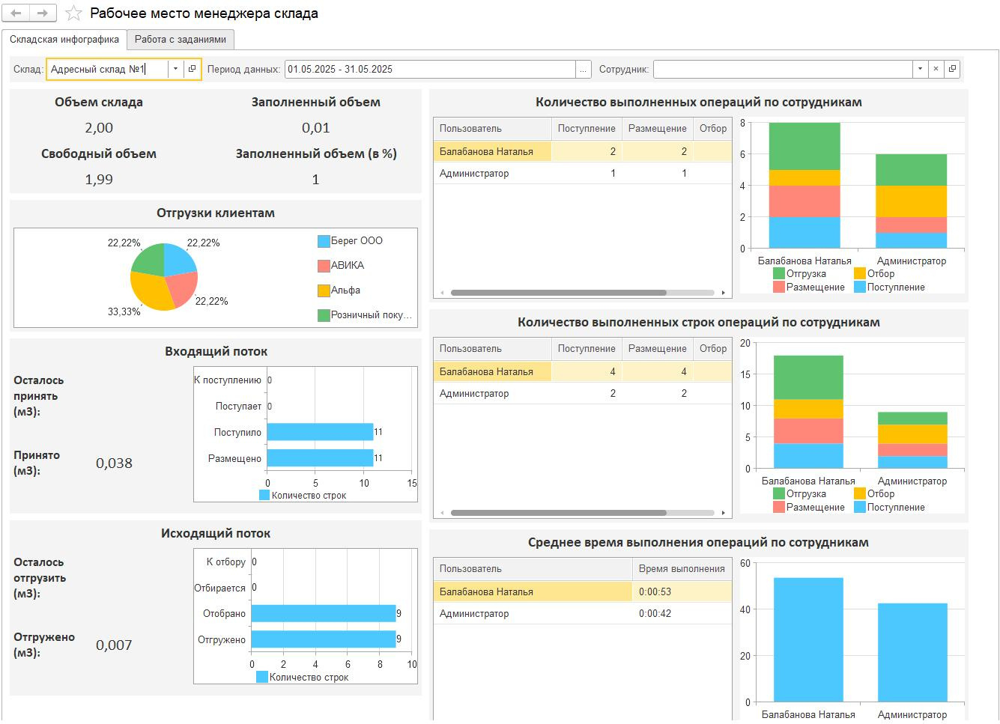 Рабочее место менеджера склада
Складская инфографика
Работа с заданиями
Склад: Адресный склад №1
Период данных: 01.05.2025 - 31.05.2025 ...
Сотрудник:
Объем склада
Заполненный объем
2,00
0,01
Свободный объем
Заполненный объем (в %)
1,99
1
Отгрузки клиентам
22,22%
22,22%
33,33%
22,22%
Берег ООО
АВИКА
Альфа
Розничный поку...
Входящий поток
Осталось
принять
(м3):
Принято
(м3):
0,038
К поступлению 0
Поступает 0
Поступило 11
Размещено 11
0 5 10 15
Количество строк
Исходящий поток
Осталось
отгрузить
(м3):
Отгружено
(м3):
0,007
К отбору 0
Отбирается 0
Отобрано 9
Отгружено 9
0 2 4 6 8 10
Количество строк
Количество выполненных операций по сотрудникам
Пользователь Поступление Размещение Отбор
Балабанова Наталья 2 2
Администратор 1 1
8
6
4
2
0
Балабанова Наталья Администратор
Отгрузка Отбор
Размещение Поступление
Количество выполненных строк операций по сотрудникам
Пользователь Поступление Размещение Отбор
Балабанова Наталья 4 4
Администратор 2 2
20
15
10
5
0
Балабанова Наталья Администратор
Отгрузка Отбор
Размещение Поступление
Среднее время выполнения операций по сотрудникам
Пользователь Время выполнения
Балабанова Наталья 0:00:53
Администратор 0:00:42
60
40
20
0
Балабанова Наталья Администратор